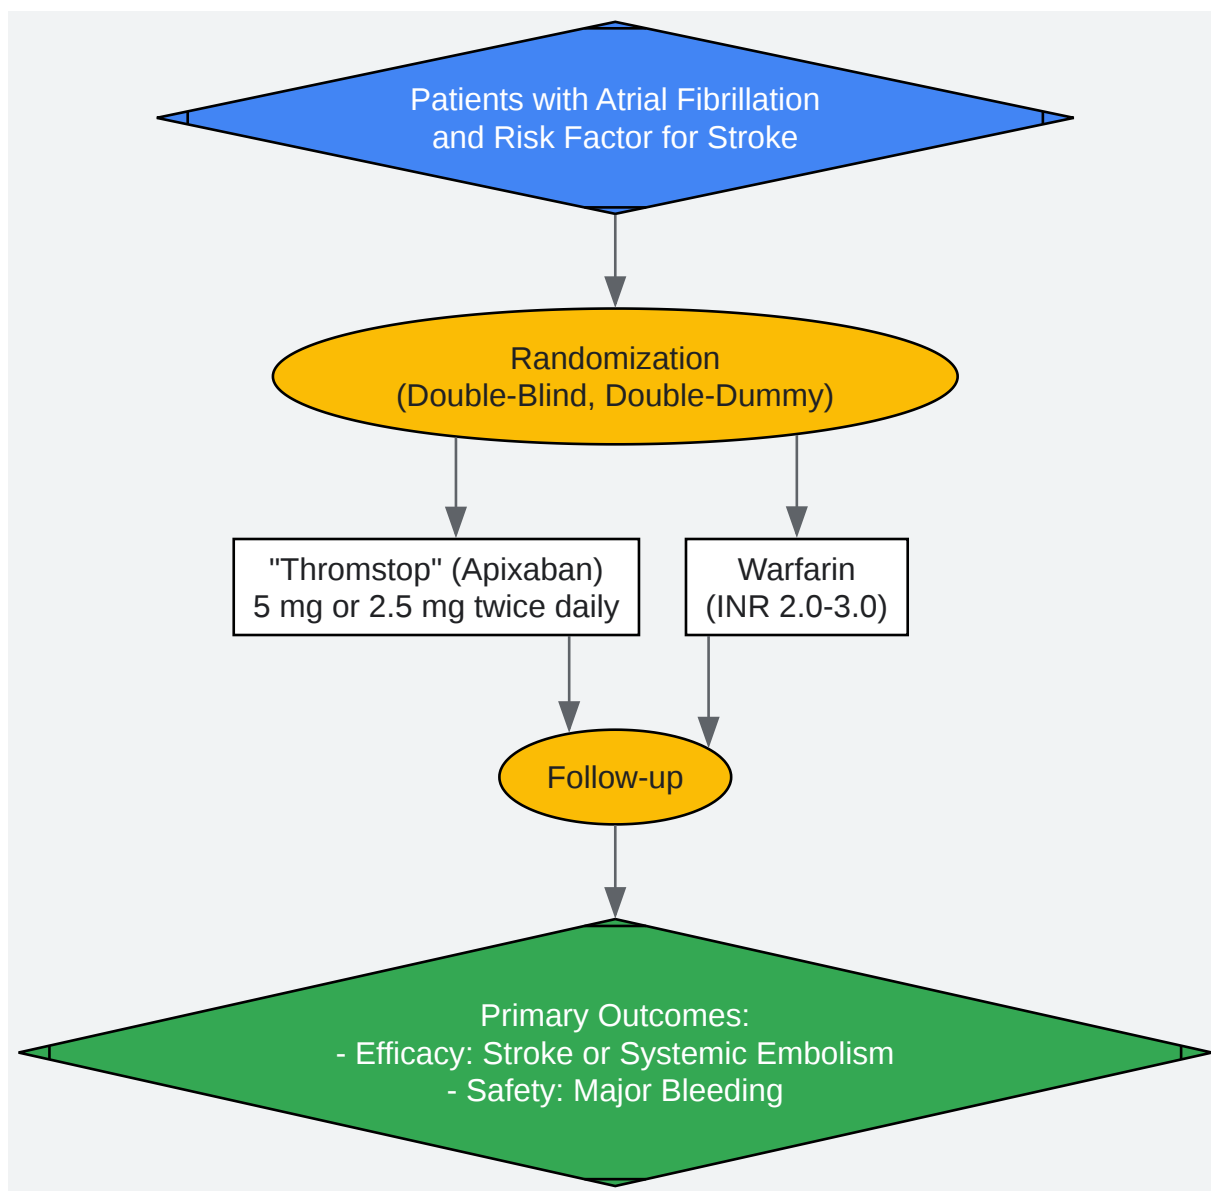 Patients with Atrial Fibrillation
and Risk Factor for Stroke
Randomization
(Double-Blind, Double-Dummy)
"Thromstop" (Apixaban)
5 mg or 2.5 mg twice daily
Warfarin
(INR 2.0-3.0)
Follow-up
Primary Outcomes:
- Efficacy: Stroke or Systemic Embolism
- Safety: Major Bleeding